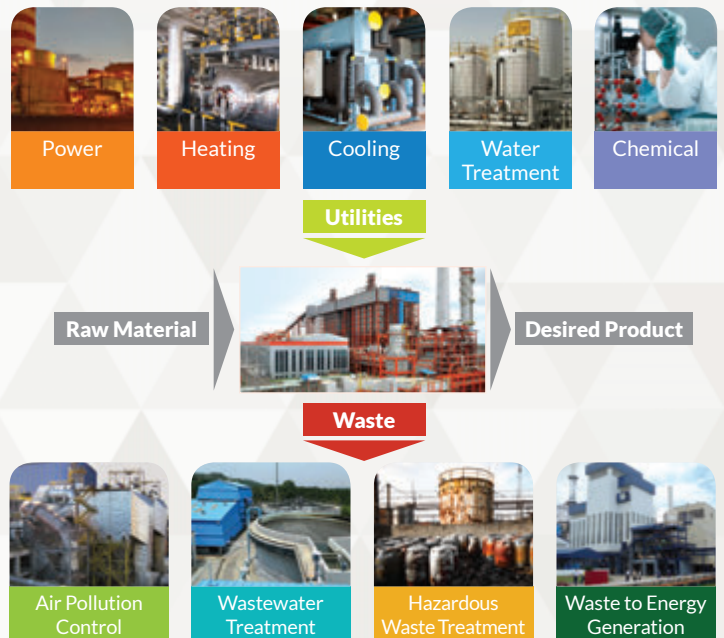 Power
Heating
Cooling
Water
Treatment
Chemical
Utilities
Raw Material
Desired Product
Waste
Air Pollution
Control
Wastewater
Treatment
Hazardous
Waste Treatment
Waste to Energy
Generation